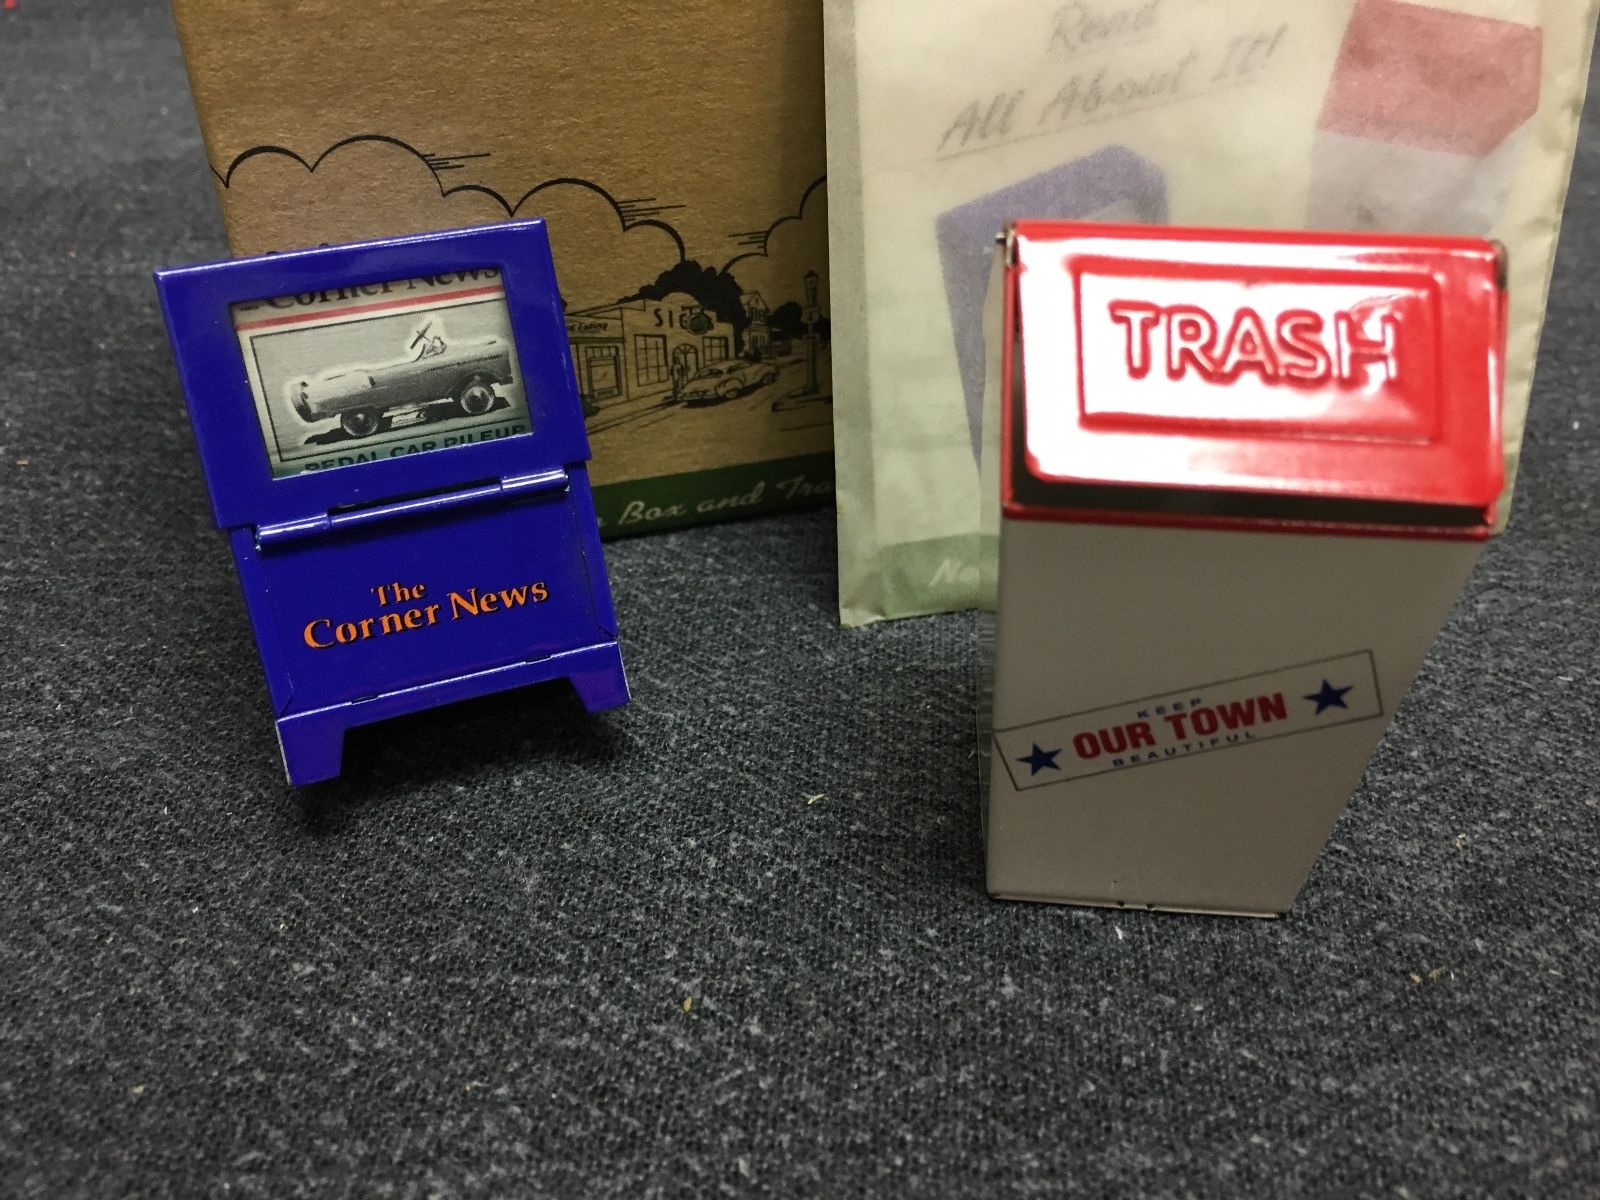 Read
All About It!
Corner News
PEDAL CAR PILEUP
The
Corner News
TRASH
KEEP
OUR TOWN
BEAUTIFUL
Box and